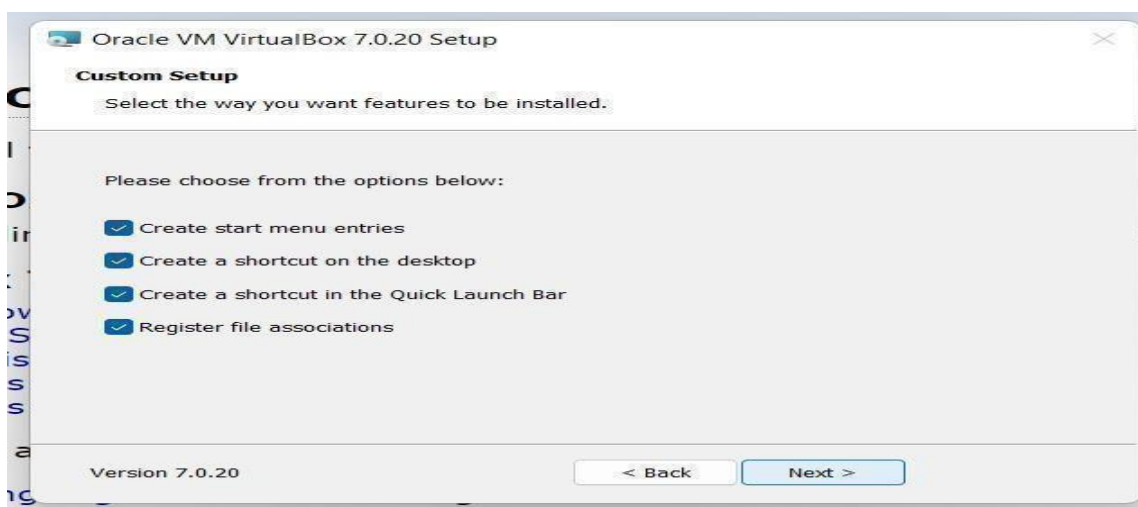 Oracle VM VirtualBox 7.0.20 Setup
Custom Setup
Select the way you want features to be installed.
Please choose from the options below:
Create start menu entries
Create a shortcut on the desktop
Create a shortcut in the Quick Launch Bar
Register file associations
Version 7.0.20
< Back
Next >